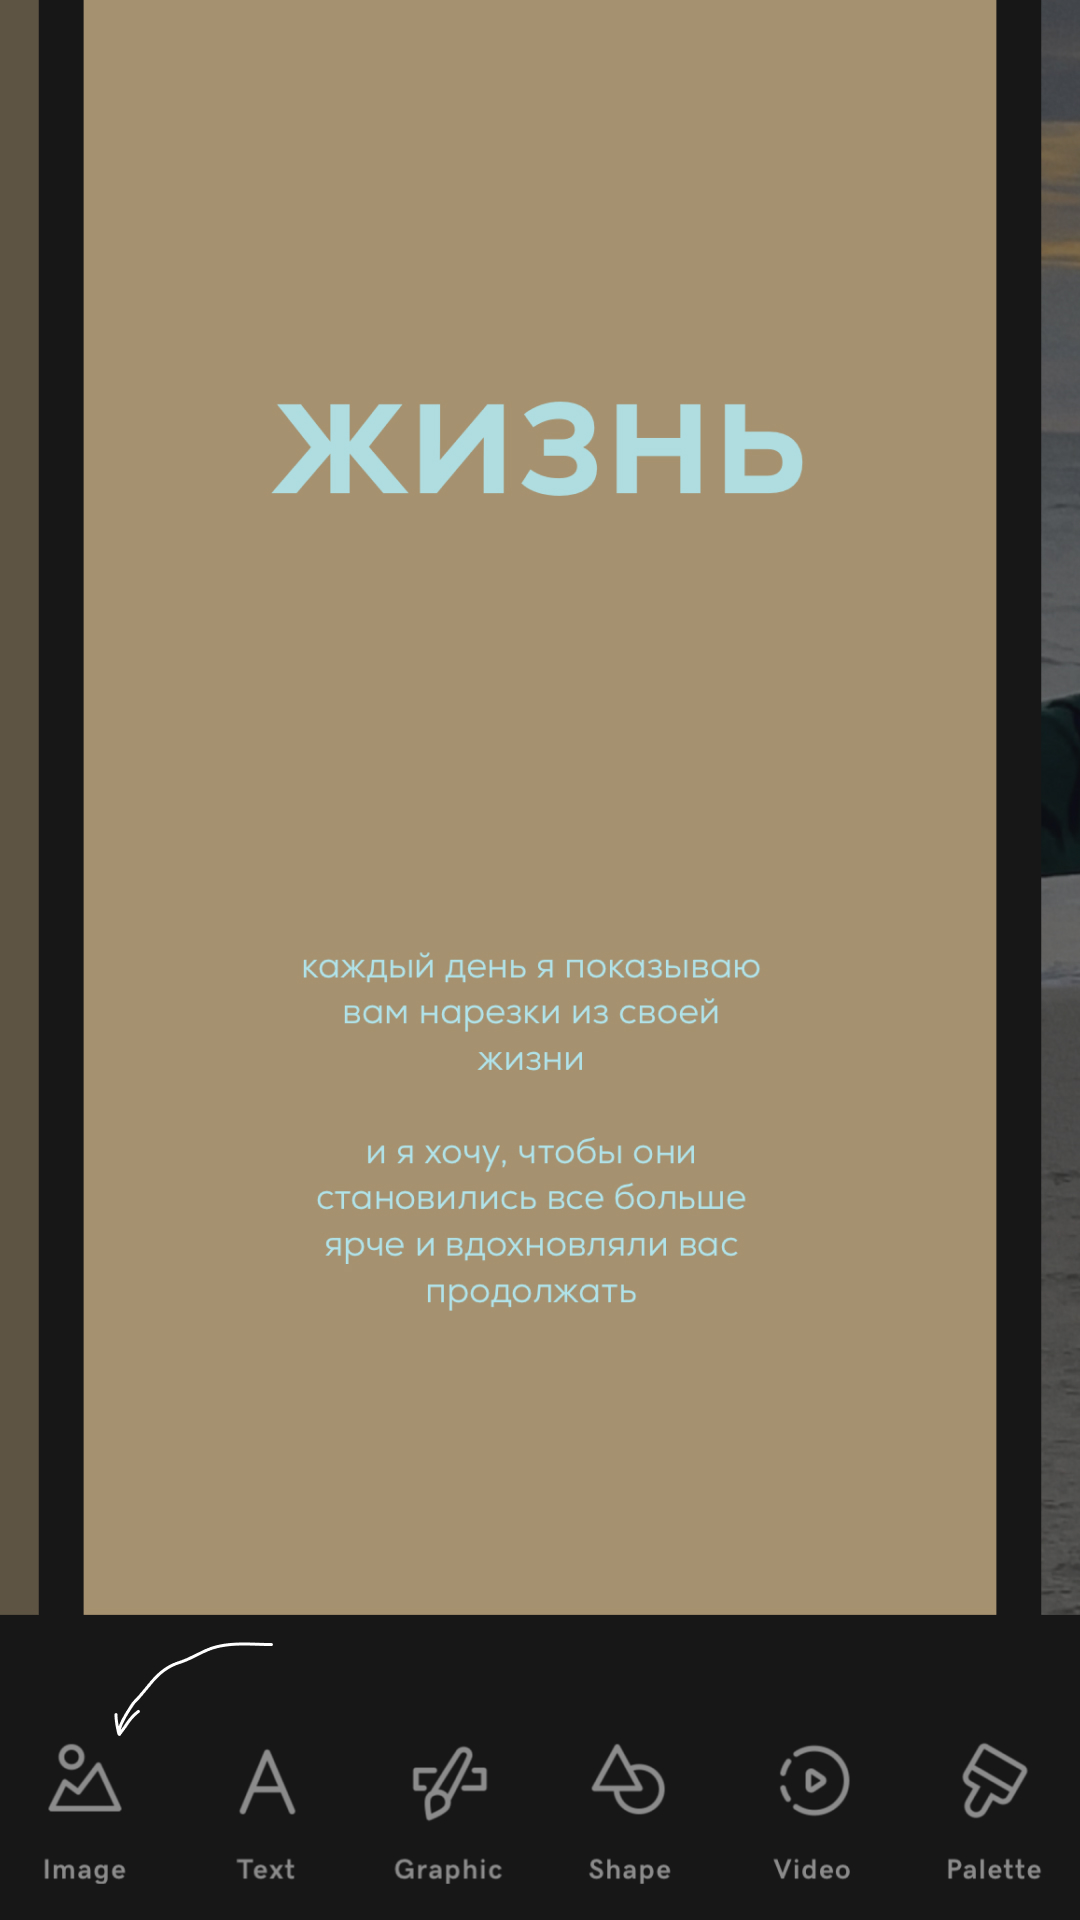 ЖИЗНЬ
каждый день я показываю
вам нарезки из своей
жизни
и я хочу, чтобы они
становились все больше
ярче и вдохновляли вас
продолжать
Image Text Graphic Shape Video Palette